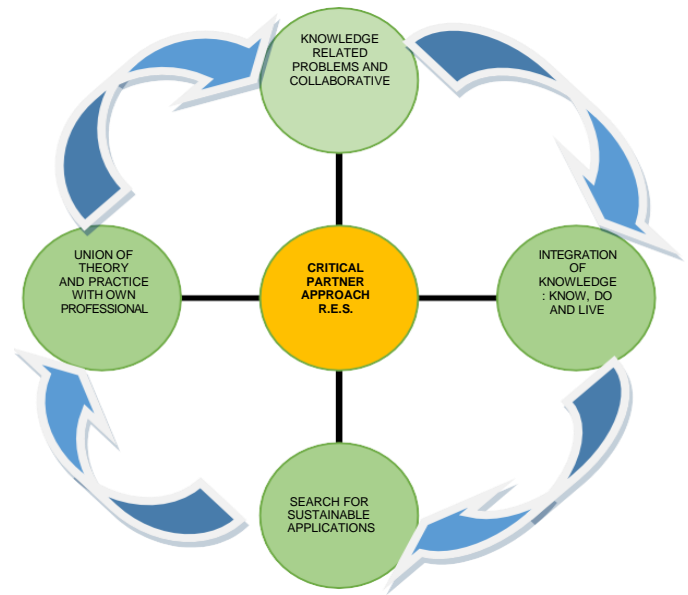 KNOWLEDGE
RELATED
PROBLEMS AND
COLLABORATIVE
UNION OF
THEORY
AND PRACTICE
WITH OWN
PROFESSIONAL
CRITICAL
PARTNER
APPROACH
R.E.S.
INTEGRATION
OF
KNOWLEDGE
: KNOW, DO
AND LIVE
SEARCH FOR
SUSTAINABLE
APPLICATIONS